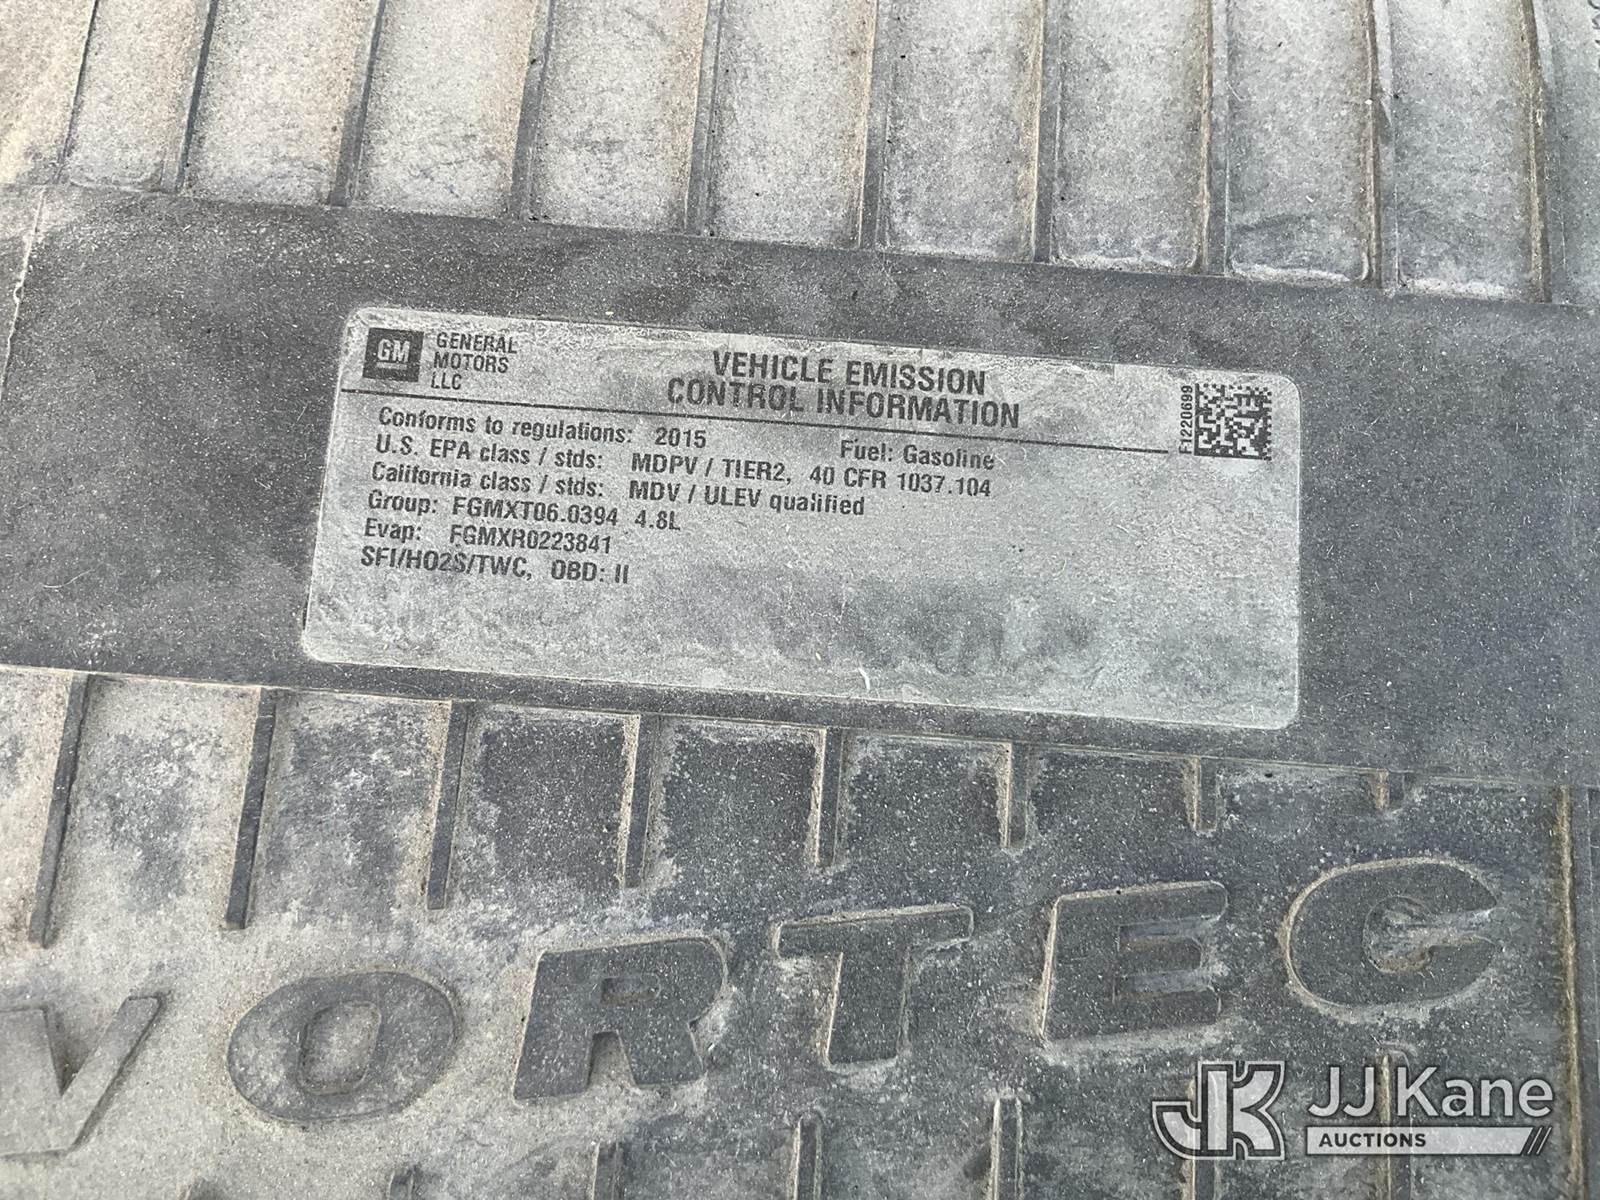 GM
GENERAL
MOTORS
LLC
VEHICLE EMISSION
CONTROL INFORMATION
F1220699
Conforms to regulations: 2015 Fuel: Gasoline
U.S. EPA class / stds: MDPV / TIER2, 40 CFR 1037.104
California class / stds: MDV / ULEV qualified
Group: FGMXT06.0394 4.8L
Evap: FGMXR0223841
SFI/HO2S/TWC, OBD: II
VORTEC
JK JJ Kane
AUCTIONS